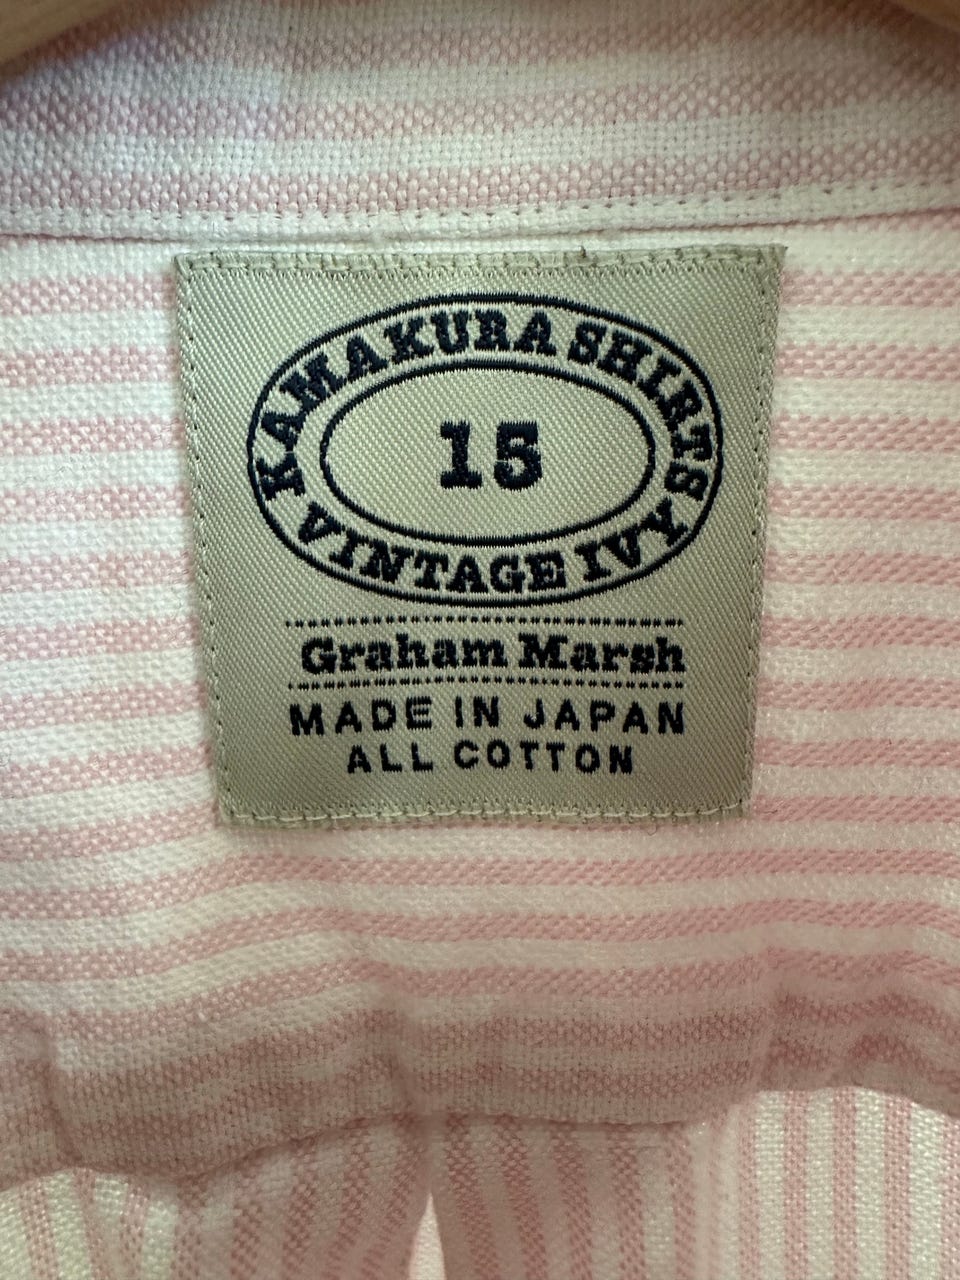 KAMAKURA SHIRTS
15
VINTAGE IVY
Graham Marsh
MADE IN JAPAN
ALL COTTON